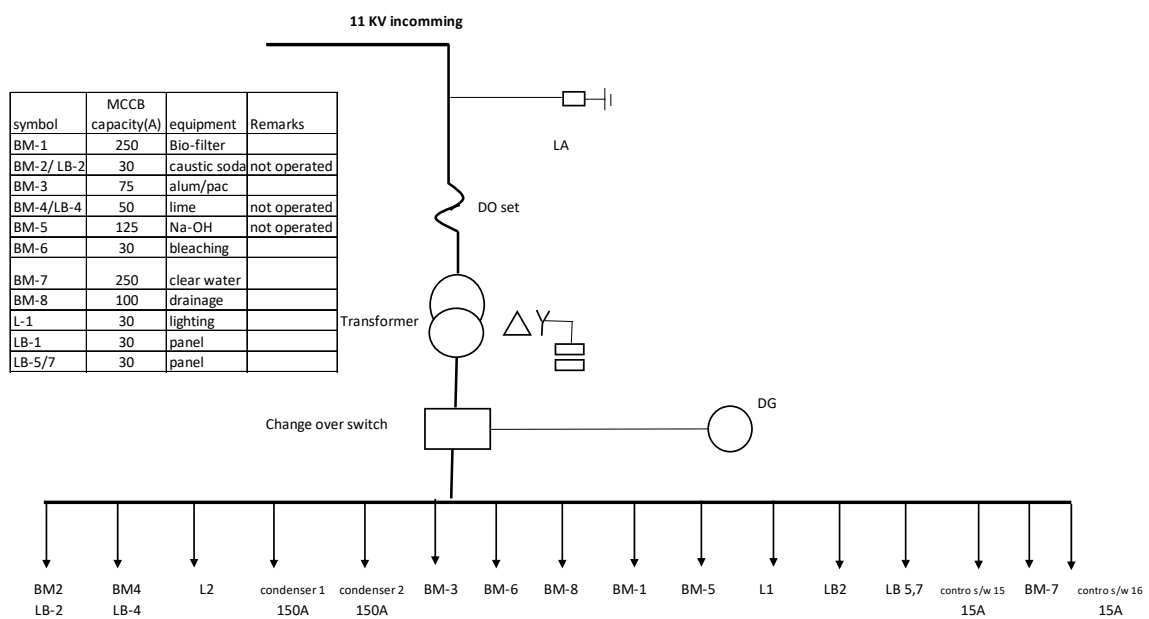 11 KV incomming
symbol MCCB capacity(A) equipment Remarks
BM-1 250 Bio-filter
BM-2/ LB-2 30 caustic soda not operated
BM-3 75 alum/pac
BM-4/LB-4 50 lime not operated
BM-5 125 Na-OH not operated
BM-6 30 bleaching
BM-7 250 clear water
BM-8 100 drainage
L-1 30 lighting
LB-1 30 panel
LB-5/7 30 panel
LA
DO set
Transformer
DG
Change over switch
BM2 BM4 L2 condenser 1 condenser 2 BM-3 BM-6 BM-8 BM-1 BM-5 L1 LB2 LB 5,7 contro s/w 15 BM-7 contro s/w 16
LB-2 LB-4 150A 150A 15A 15A